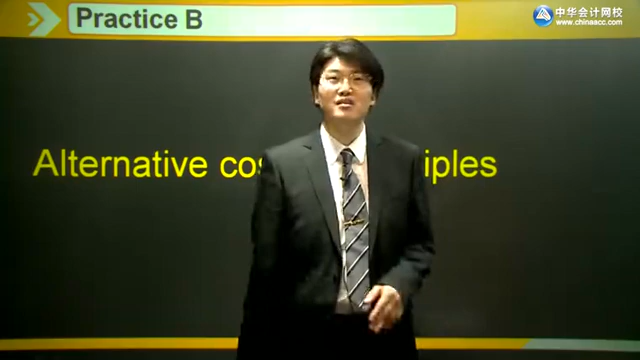 Practice B
中华会计网校
www.chinaacc.com
Alternative cos iples